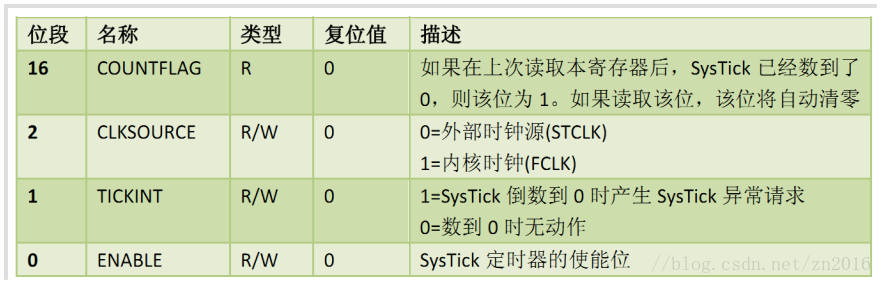 位段 名称 类型 复位值 描述
16 COUNTFLAG R 0 如果在上次读取本寄存器后，SysTick 已经数到了
0，则该位为 1。如果读取该位，该位将自动清零
2 CLKSOURCE R/W 0 0=外部时钟源(STCLK)
1=内核时钟(FCLK)
1 TICKINT R/W 0 1=SysTick 倒数到 0 时产生 SysTick 异常请求
0=数到 0 时无动作
0 ENABLE R/W 0 SysTick 定时器的使能位
//blog.csdn.net/zn2016